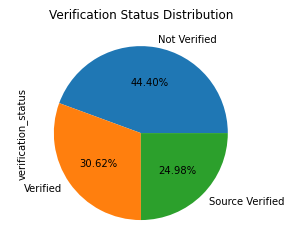 Verification Status Distribution
Not Verified
44.40%
verification_status
30.62%
24.98%
Verified
Source Verified